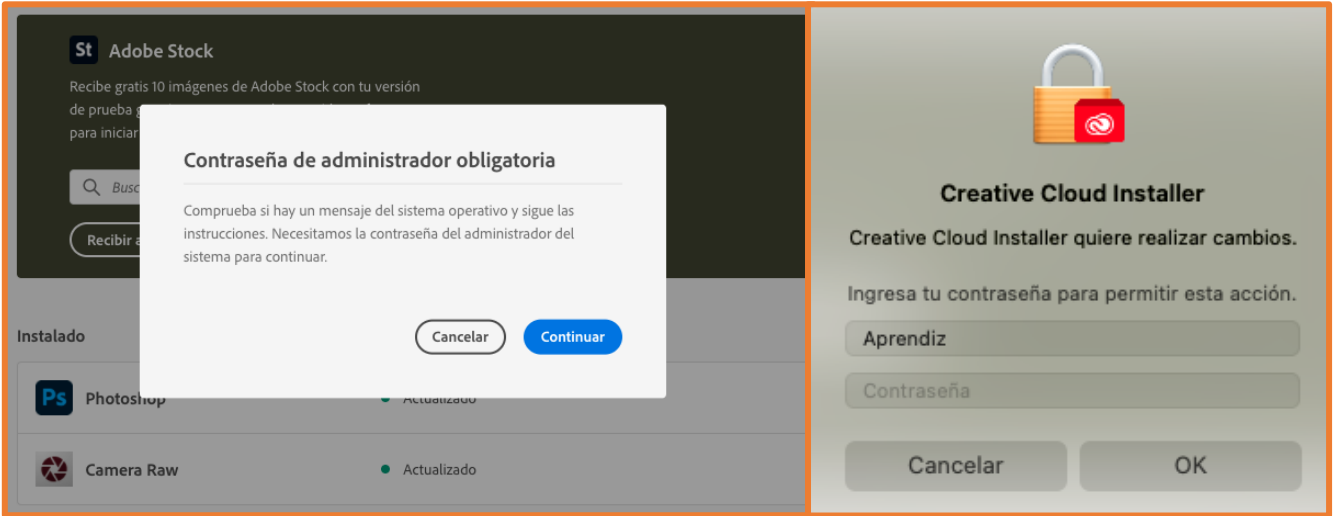 St Adobe Stock
Recibe gratis 10 imágenes de Adobe Stock con tu versión
de prueba
para iniciar
Recibir
Contraseña de administrador obligatoria
Comprueba si hay un mensaje del sistema operativo y sigue las
instrucciones. Necesitamos la contraseña del administrador del
sistema para continuar.
Cancelar Continuar
Instalado
Ps Photoshop Actualizado
Camera Raw Actualizado
Creative Cloud Installer
Creative Cloud Installer quiere realizar cambios.
Ingresa tu contraseña para permitir esta acción.
Aprendiz
Contraseña
Cancelar OK